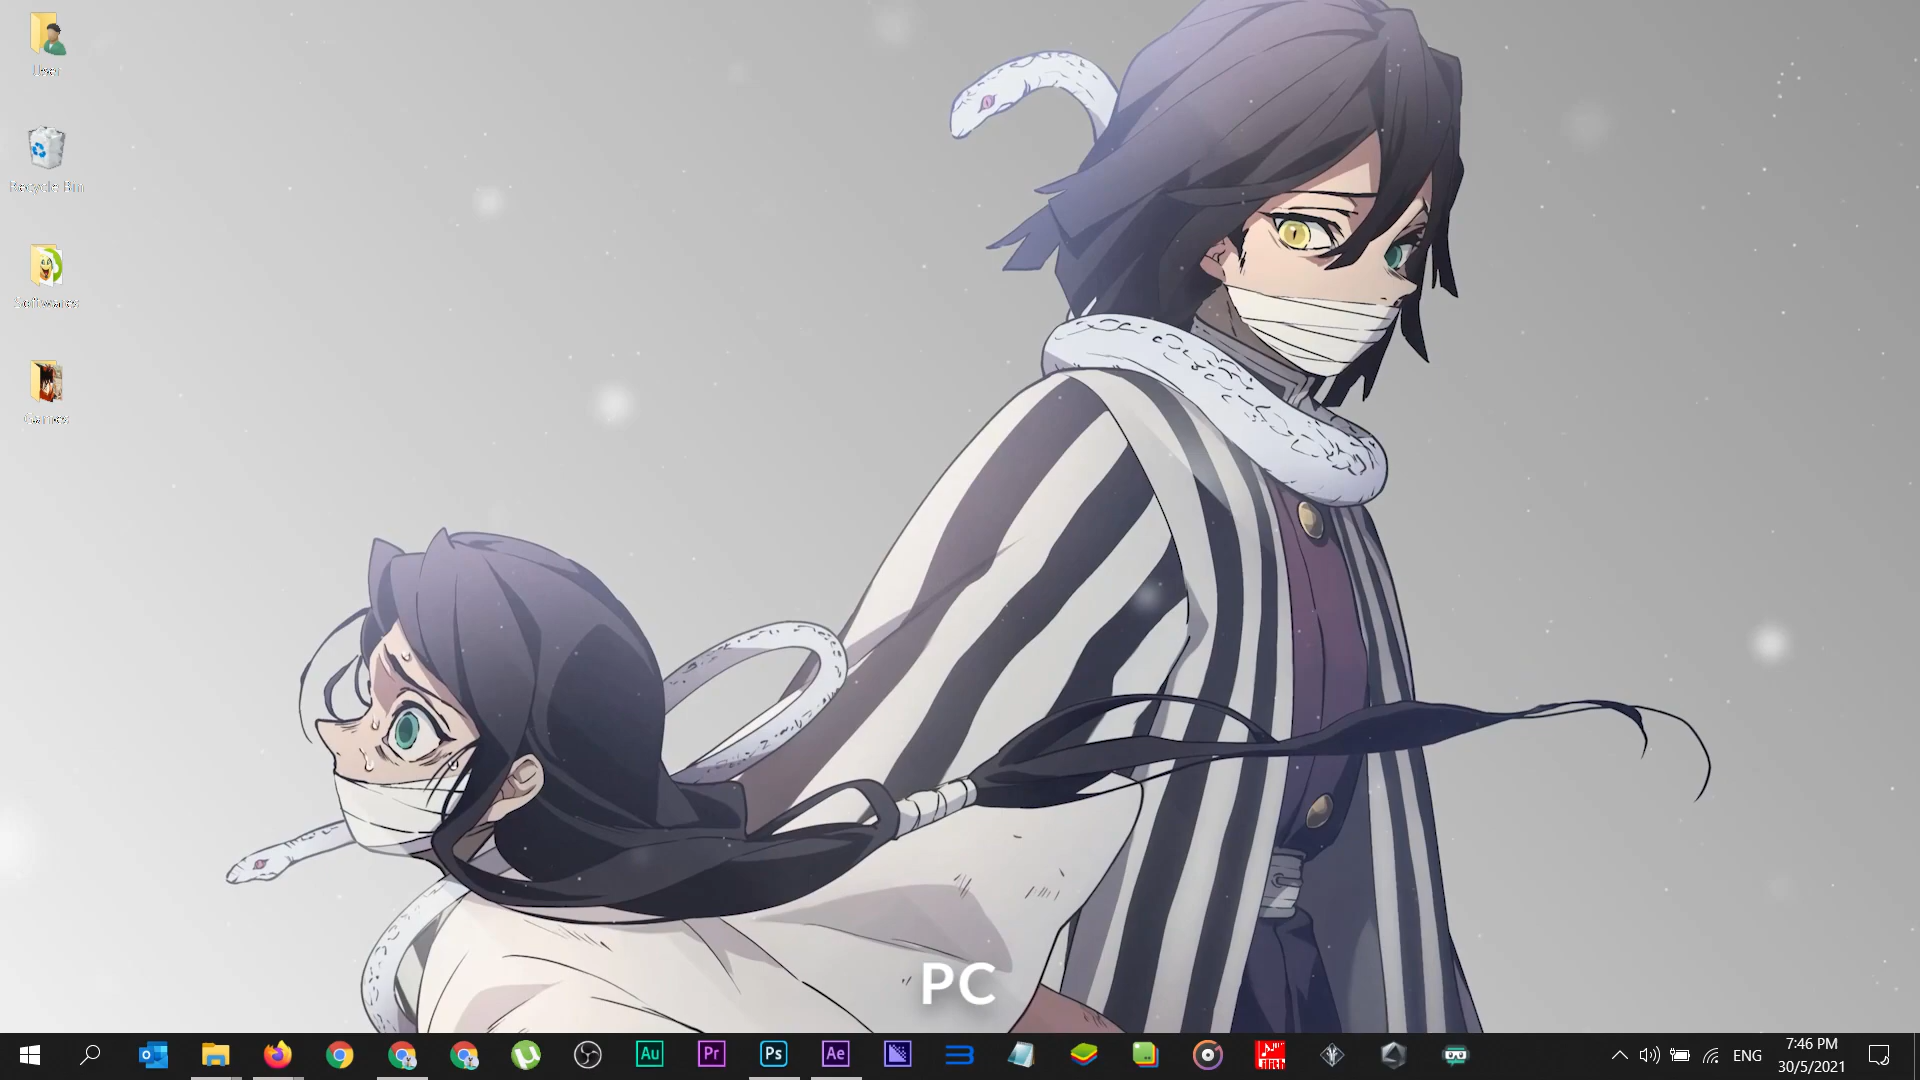 User
Recycle Bin
Softwares
Games
PC
Au
Pr
Ps
Ae
ENG
7:46 PM
30/5/2021